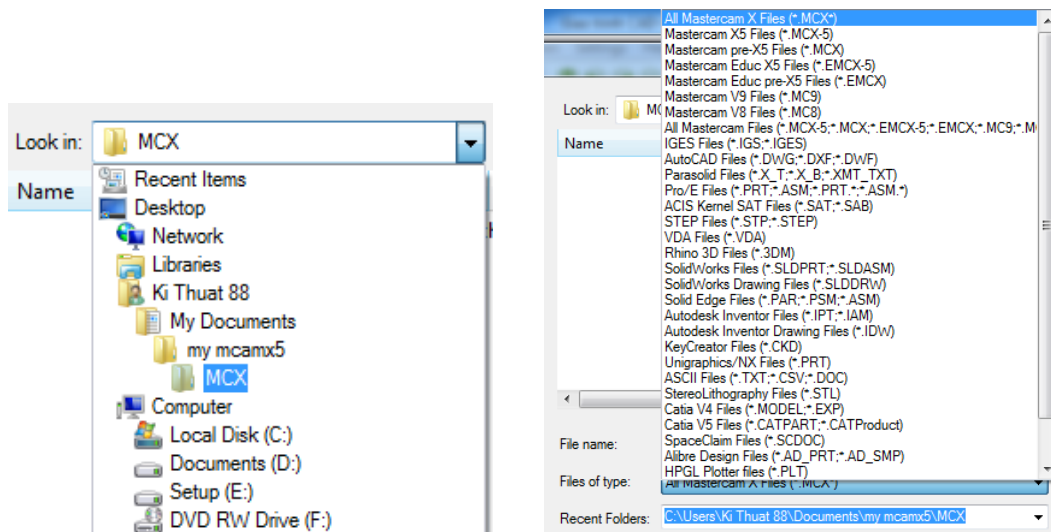 Look in:
MCX
Name
Recent Items
Desktop
Network
Libraries
Ki Thuat 88
My Documents
my mcamx5
MCX
Computer
Local Disk (C:)
Documents (D:)
Setup (E:)
DVD RW Drive (F:)
All Mastercam X Files (*.MCX*)
Mastercam X5 Files (*.MCX-5)
Mastercam pre-X5 Files (*.MCX)
Mastercam Educ X5 Files (*.EMCX-5)
Mastercam Educ pre-X5 Files (*.EMCX)
Mastercam V9 Files (*.MC9)
Look in:
Mastercam V8 Files (*.MC8)
All Mastercam Files (*.MCX-5;*.MCX;*.EMCX-5;*.EMCX;*.MC9;*.M
Name
IGES Files (*.IGS;*.IGES)
AutoCAD Files (*.DWG;*.DXF;*.DWF)
Parasolid Files (*.X_T;*.X_B;*.XMT_TXT)
Pro/E Files (*.PRT;*.ASM;*.PRT.*;*.ASM.*)
ACIS Kernel SAT Files (*.SAT;*.SAB)
STEP Files (*.STP;*.STEP)
VDA Files (*.VDA)
Rhino 3D Files (*.3DM)
SolidWorks Files (*.SLDPRT;*.SLDASM)
SolidWorks Drawing Files (*.SLDDRW)
Solid Edge Files (*.PAR;*.PSM;*.ASM)
Autodesk Inventor Files (*.IPT;*.IAM)
Autodesk Inventor Drawing Files (*.IDW)
KeyCreator Files (*.CKD)
Unigraphics/NX Files (*.PRT)
ASCII Files (*.TXT;*.CSV;*.DOC)
StereoLithography Files (*.STL)
Catia V4 Files (*.MODEL;*.EXP)
Catia V5 Files (*.CATPART;*.CATProduct)
SpaceClaim Files (*.SCDOC)
Alibre Design Files (*.AD_PRT;*.AD_SMP)
HPGL Plotter files (*.PLT)
File name:
Files of type:
All Mastercam X Files (*.MCX*)
Recent Folders:
C:\Users\Ki Thuat 88\Documents\my mcamx5\MCX